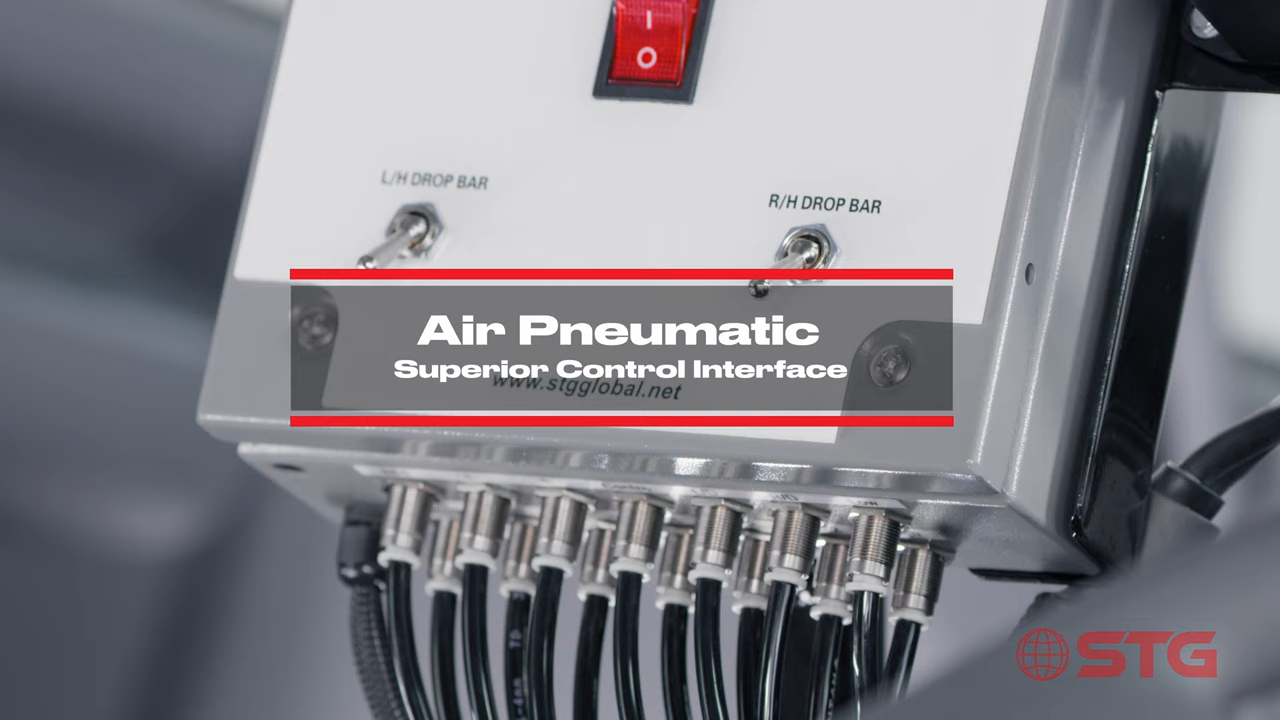 I
O
L/H DROP BAR
R/H DROP BAR
Air Pneumatic
Superior Control Interface
www.stgglobal.net
STG